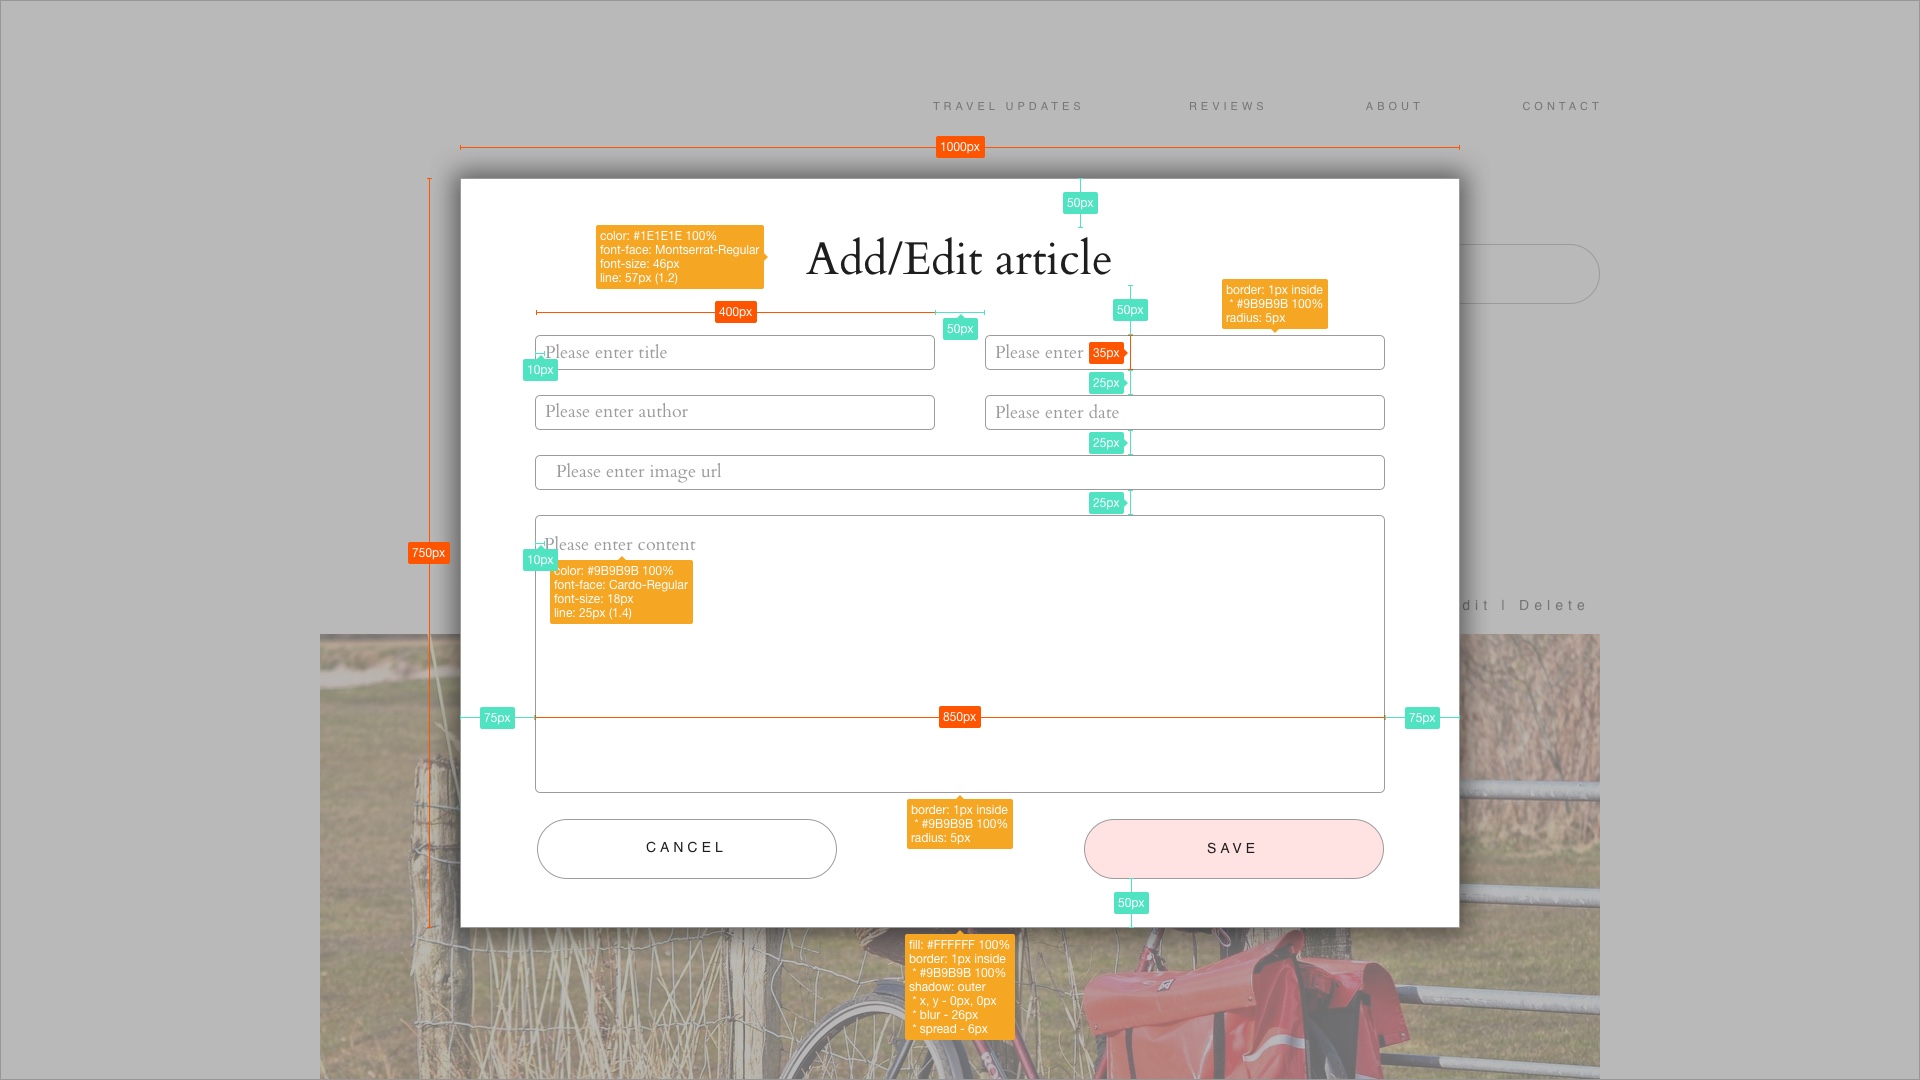 TRAVEL UPDATES REVIEWS ABOUT CONTACT
1000px
50px
color: #1E1E1E 100%
font-face: Montserrat-Regular
font-size: 46px
line: 57px (1.2)
Add/Edit article
border: 1px inside
* #9B9B9B 100%
radius: 5px
400px
50px
50px
Please enter title
10px
Please enter
35px
25px
Please enter author
Please enter date
25px
Please enter image url
25px
Please enter content
10px
color: #9B9B9B 100%
font-face: Cardo-Regular
font-size: 18px
line: 25px (1.4)
750px
dit | Delete
75px
850px
75px
border: 1px inside
* #9B9B9B 100%
radius: 5px
CANCEL
SAVE
50px
fill: #FFFFFF 100%
border: 1px inside
* #9B9B9B 100%
shadow: outer
* x, y - 0px, 0px
* blur - 26px
* spread - 6px